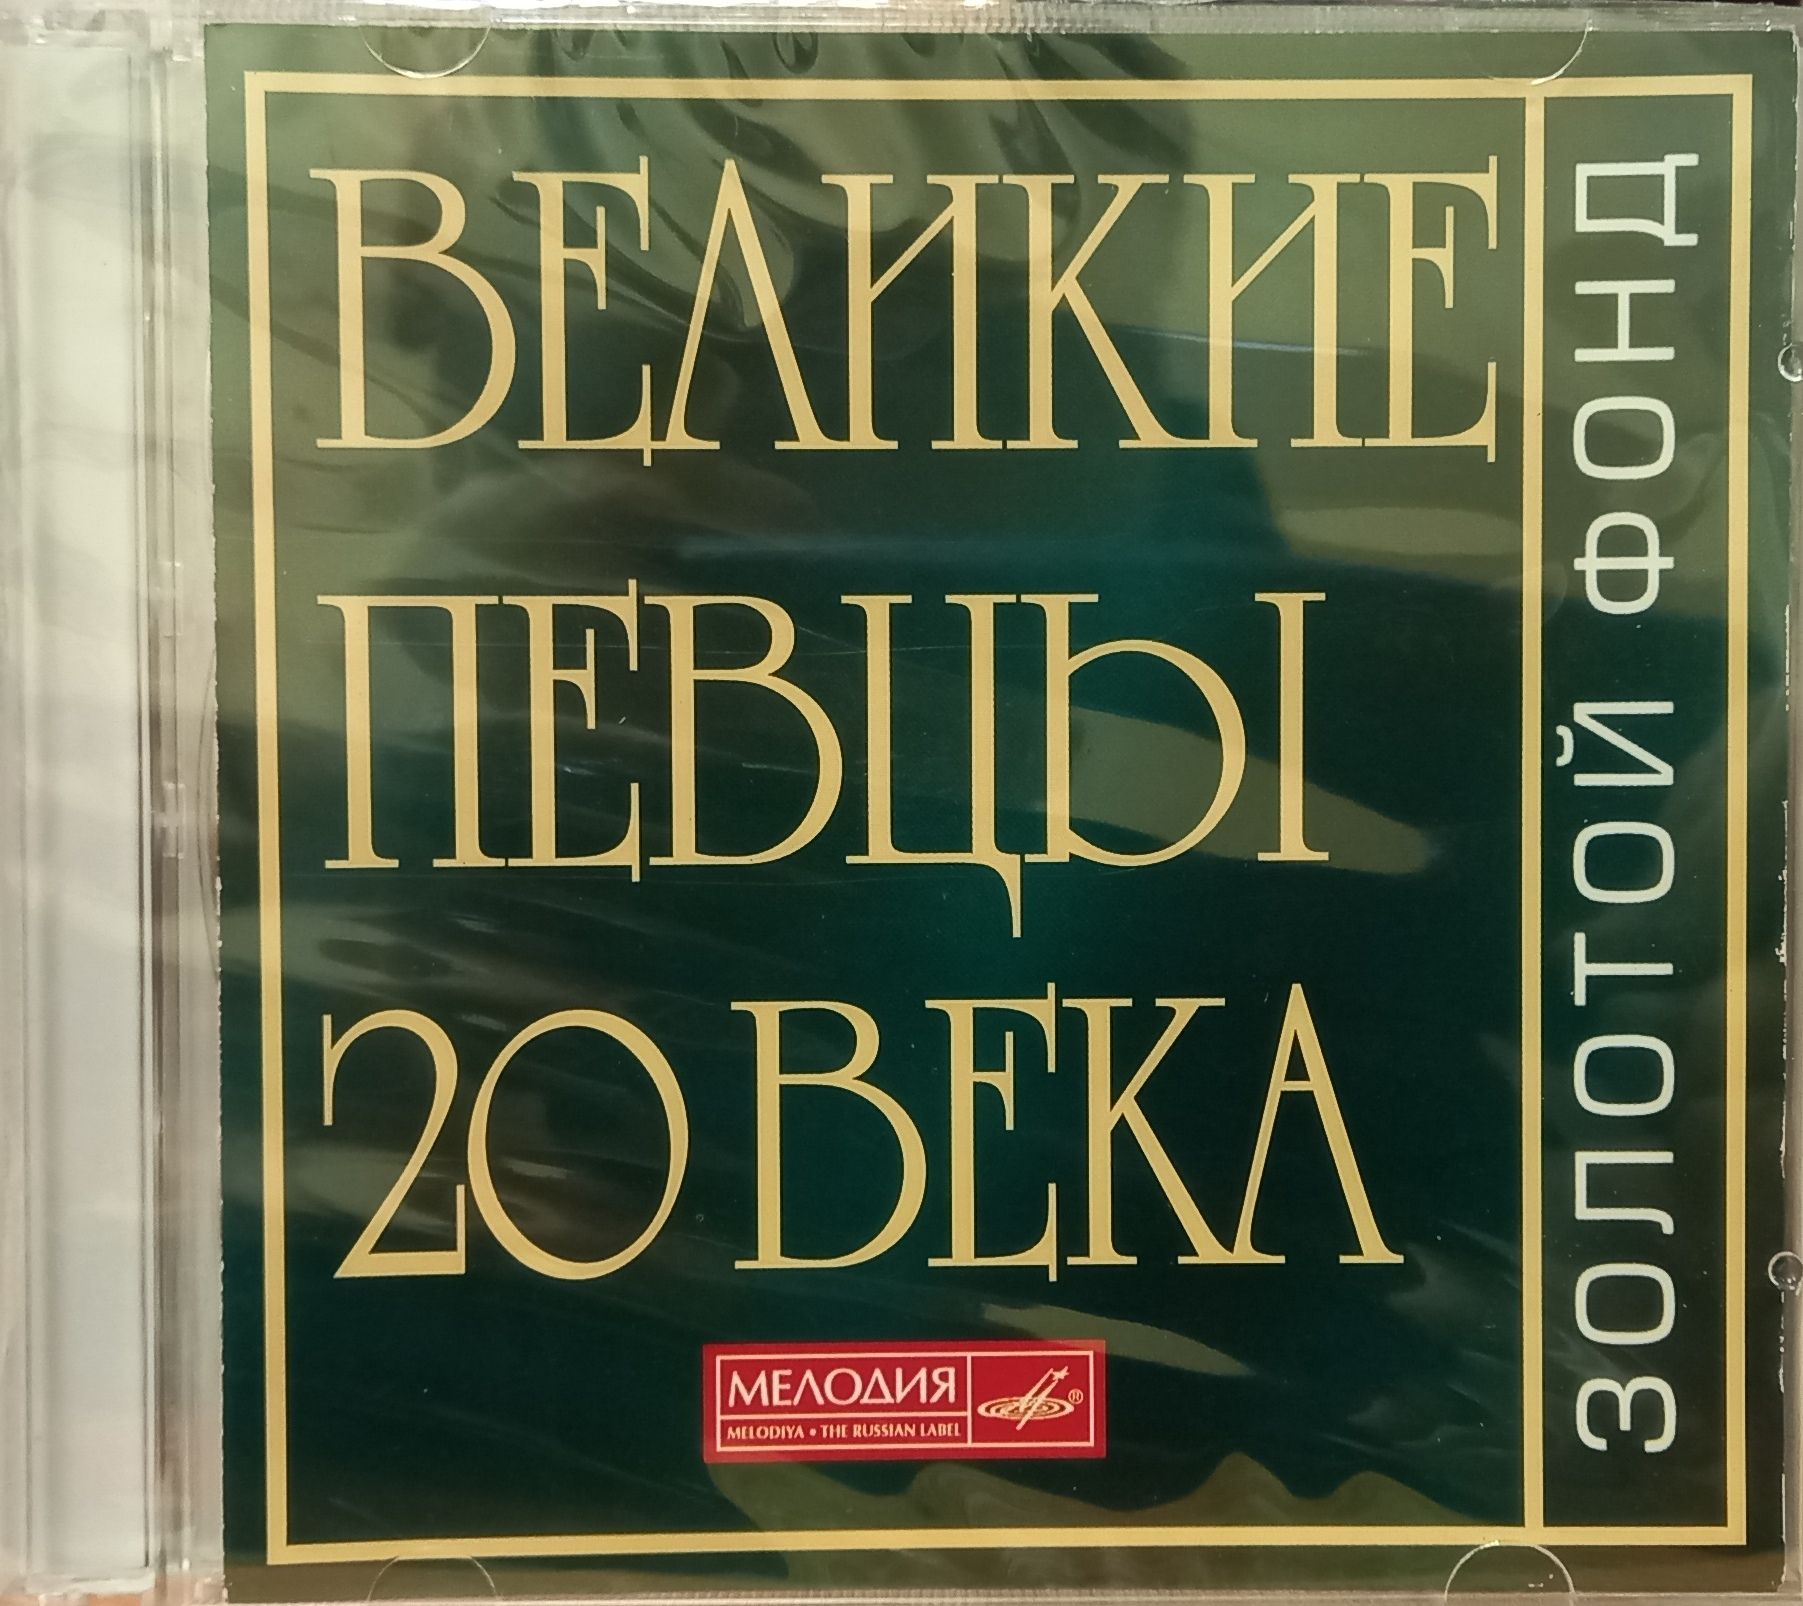 ВЕЛИКИЕ
ПЕВЦЫ
20 ВЕКА
ЗОЛОТОЙ ФОНД
МЕЛОДИЯ
MELODIYA • THE RUSSIAN LABEL
®